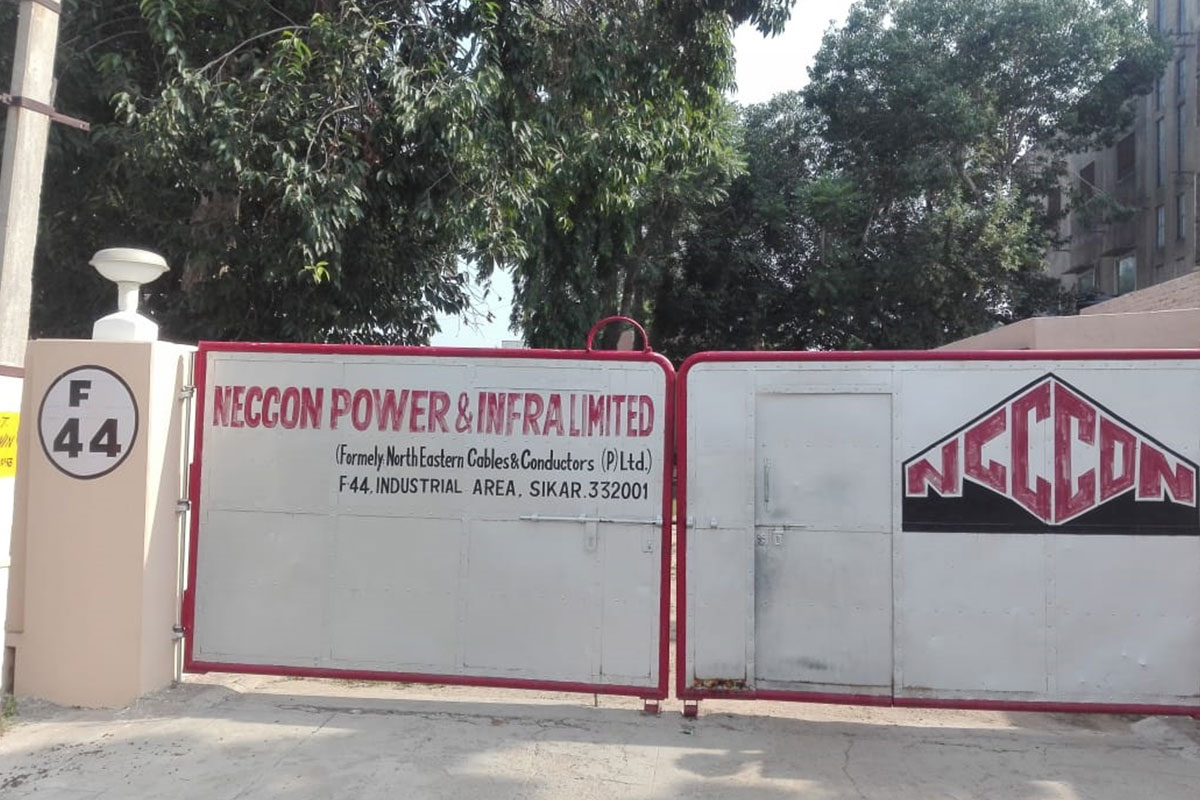 F
44
NECCON POWER & INFRA LIMITED
(Formely. North Eastern Cables & Conductors (P) Ltd.)
F-44, INDUSTRIAL AREA, SIKAR. 332001
NECCON